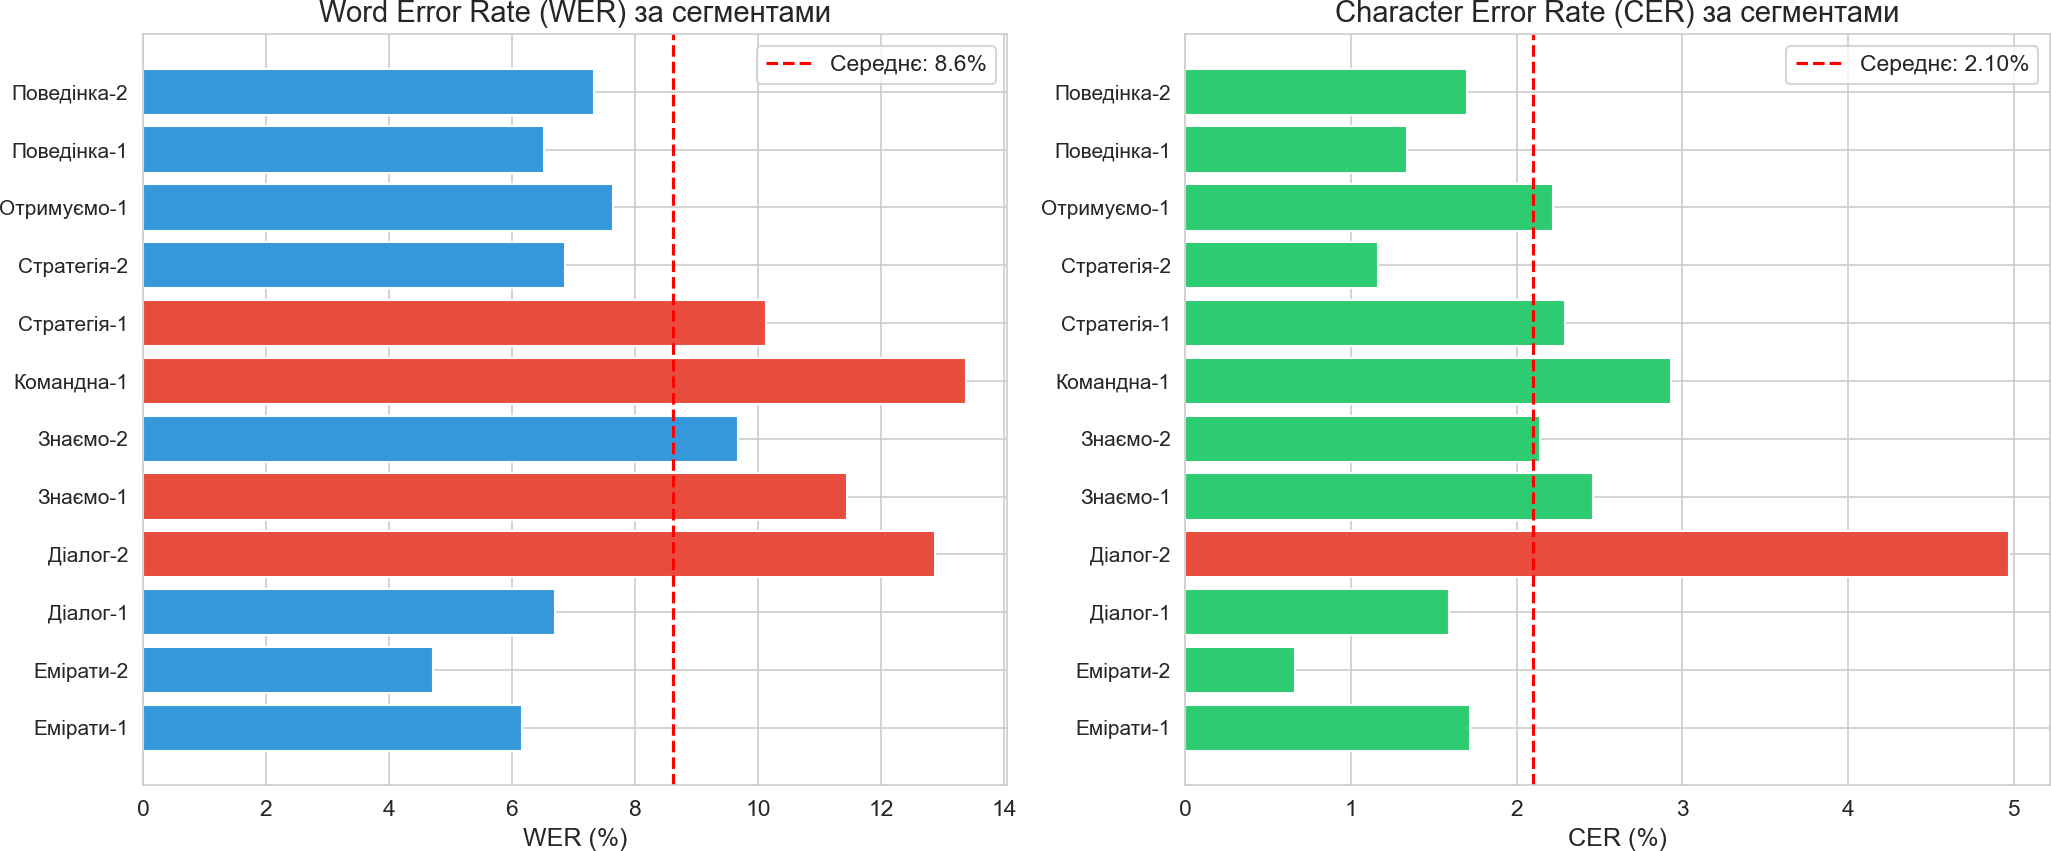 Word Error Rate (WER) за сегментами
Середнє: 8.6%
Поведінка-2
Поведінка-1
Отримуємо-1
Стратегія-2
Стратегія-1
Командна-1
Знаємо-2
Знаємо-1
Діалог-2
Діалог-1
Емірати-2
Емірати-1
0 2 4 6 8 10 12 14
WER (%)
Character Error Rate (CER) за сегментами
Середнє: 2.10%
Поведінка-2
Поведінка-1
Отримуємо-1
Стратегія-2
Стратегія-1
Командна-1
Знаємо-2
Знаємо-1
Діалог-2
Діалог-1
Емірати-2
Емірати-1
0 1 2 3 4 5
CER (%)